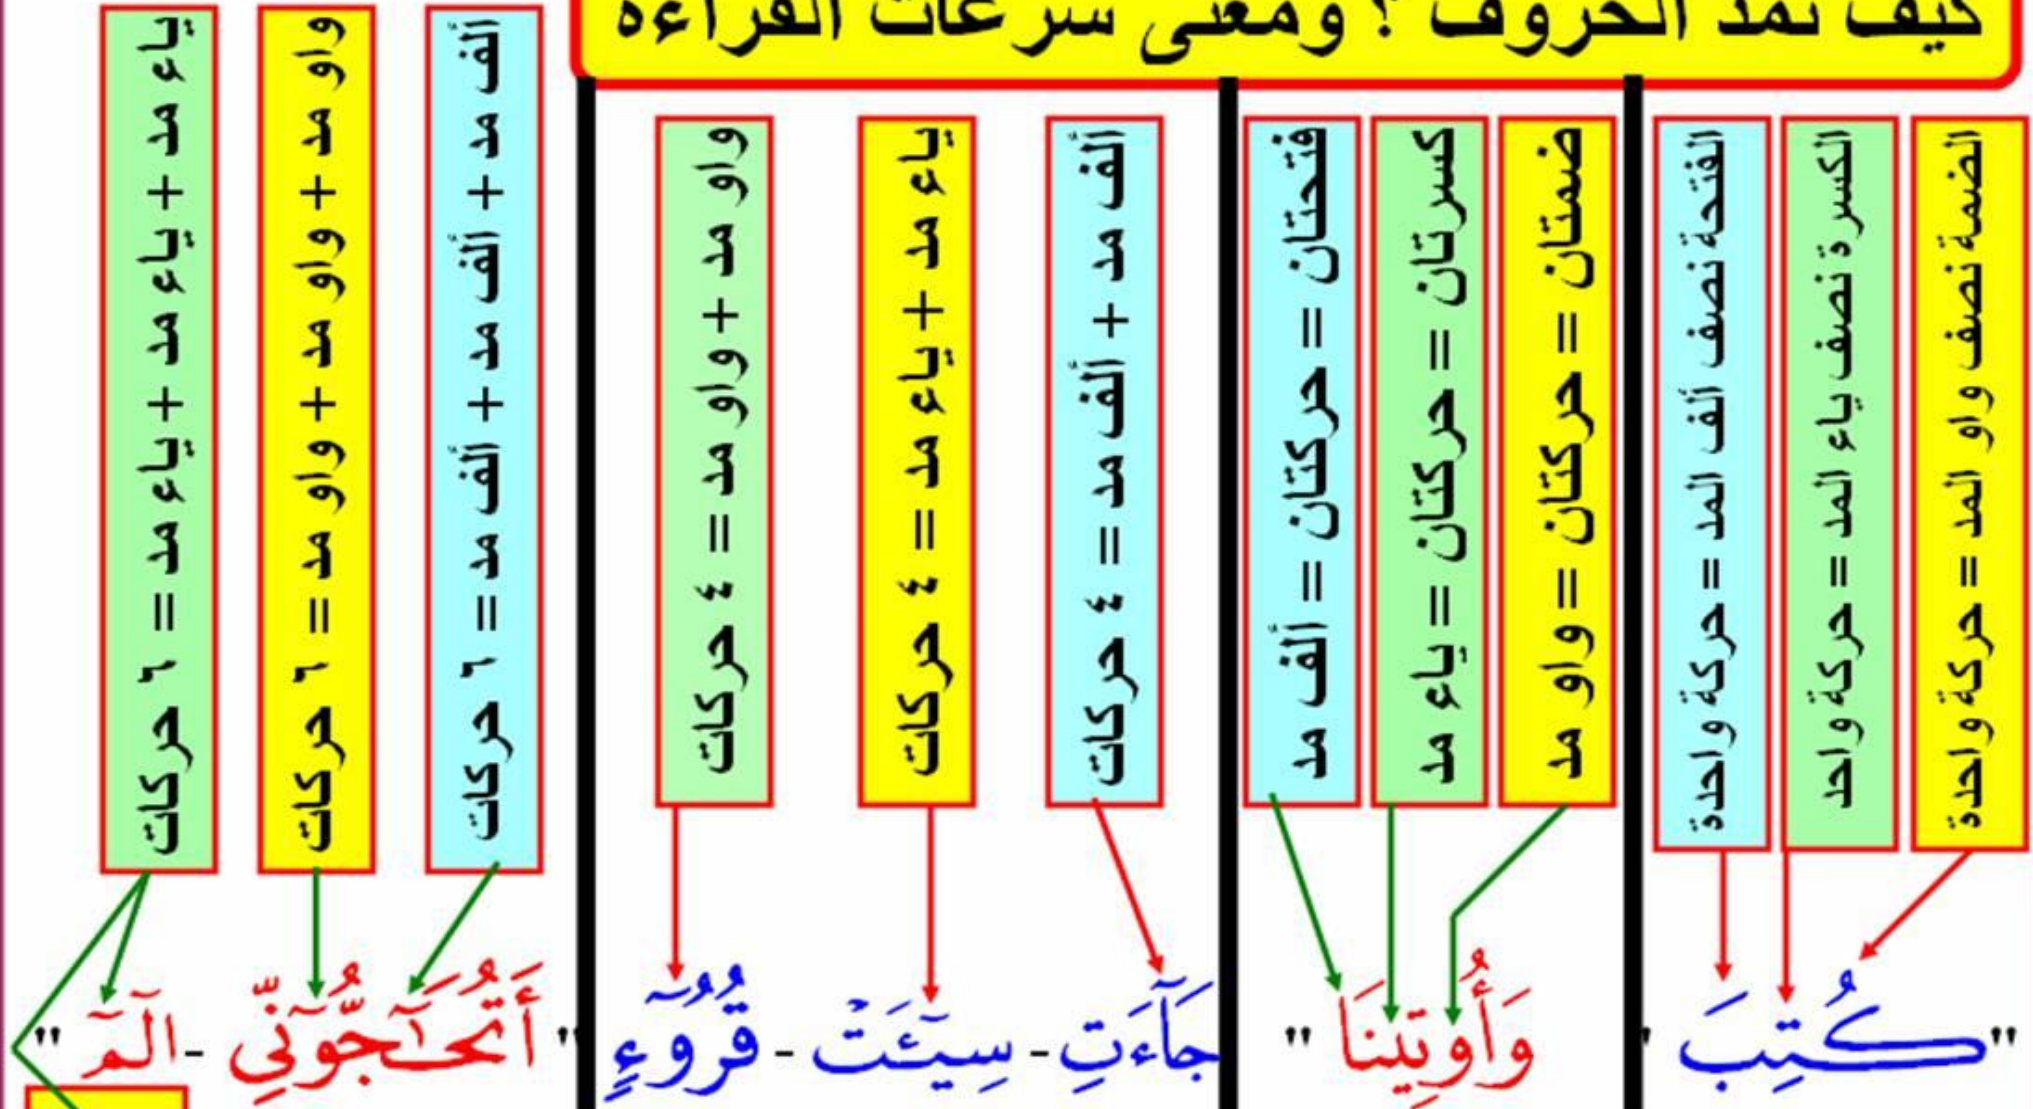 كيف نمد الحروف ؟ ومعنى سرعات القراءة
الضمة نصف واو المد = حركة واحدة
الكسرة نصف ياء المد = حركة واحد
الفتحة نصف ألف المد = حركة واحدة
ضمتان = حركتان = واو مد
كسرتان = حركتان = ياء مد
فتحتان = حركتان = ألف مد
ألف مد + ألف مد = ٤ حركات
ياء مد + ياء مد = ٤ حركات
واو مد + واو مد = ٤ حركات
ألف مد + ألف مد + ألف مد = ٦ حركات
واو مد + واو مد + واو مد = ٦ حركات
ياء مد + ياء مد + ياء مد = ٦ حركات
" كُتِبَ "
وَأُوتِينَا "
جَآءَتِ - سِيٓـَٔتْ - قُرُوٓءٍ
" أَتُحَـٰٓجُّوٓنِّي - الٓمٓ "